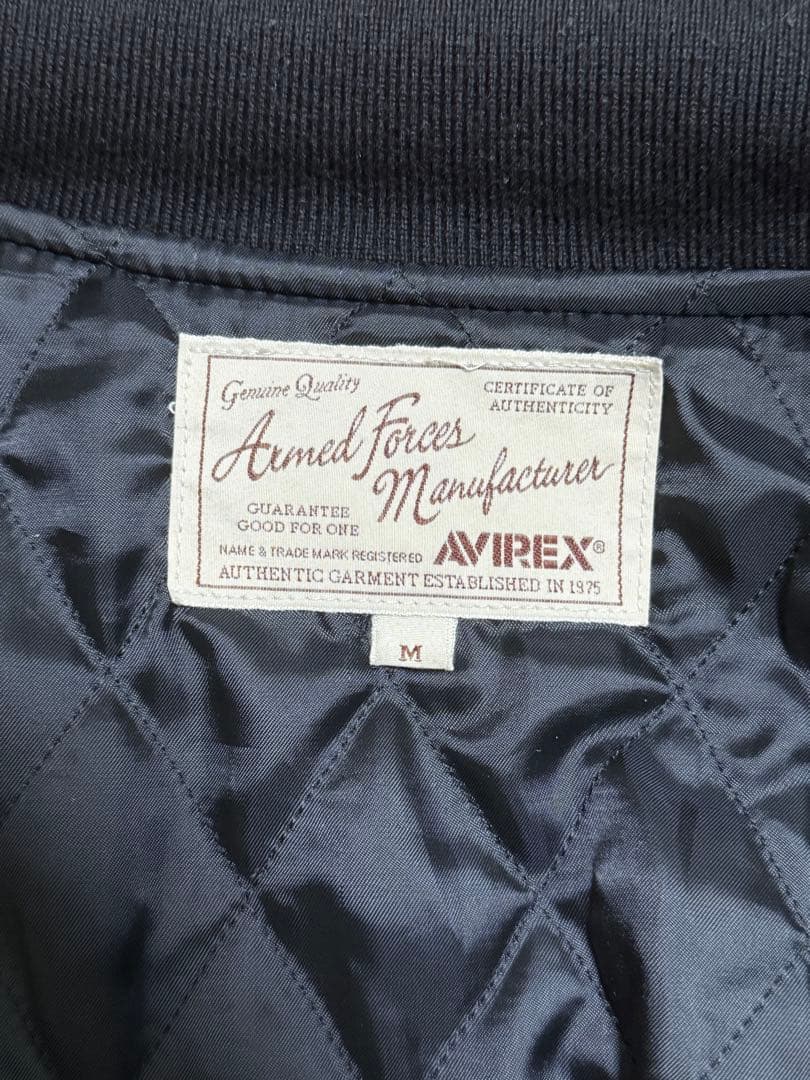 Genuine Quality
CERTIFICATE OF
AUTHENTICITY
Armed Forces
Manufacturer
GUARANTEE
GOOD FOR ONE
NAME & TRADE MARK REGISTERED
AVIREX®
AUTHENTIC GARMENT ESTABLISHED IN 1975
M